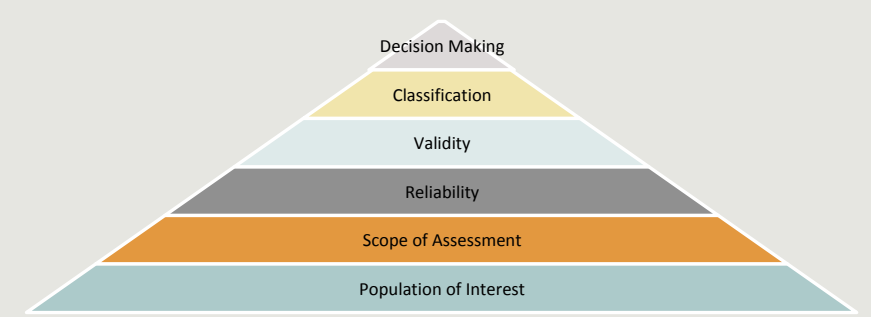 Decision Making
Classification
Validity
Reliability
Scope of Assessment
Population of Interest